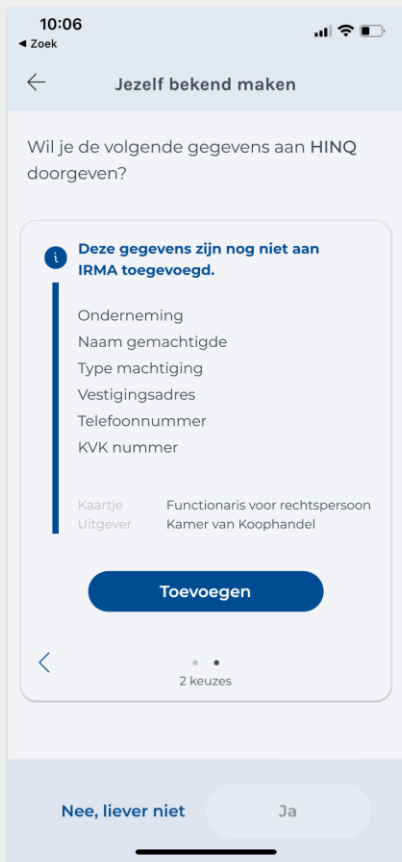 10:06
◀ Zoek
Jezelf bekend maken
Wil je de volgende gegevens aan HINQ
doorgeven?
Deze gegevens zijn nog niet aan
IRMA toegevoegd.
Onderneming
Naam gemachtigde
Type machtiging
Vestigingsadres
Telefoonnummer
KVK nummer
Kaartje Functionaris voor rechtspersoon
Uitgever Kamer van Koophandel
Toevoegen
2 keuzes
Nee, liever niet Ja